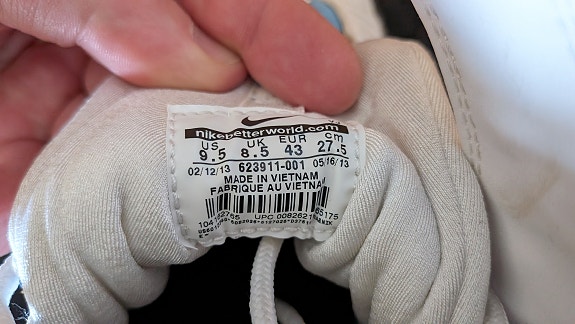 nikebetterworld.com
US UK EUR cm
9.5 8.5 43 27.5
02/12/13 623911-001 05/16/13
MADE IN VIETNAM
FABRIQUE AU VIETNAM
UPC